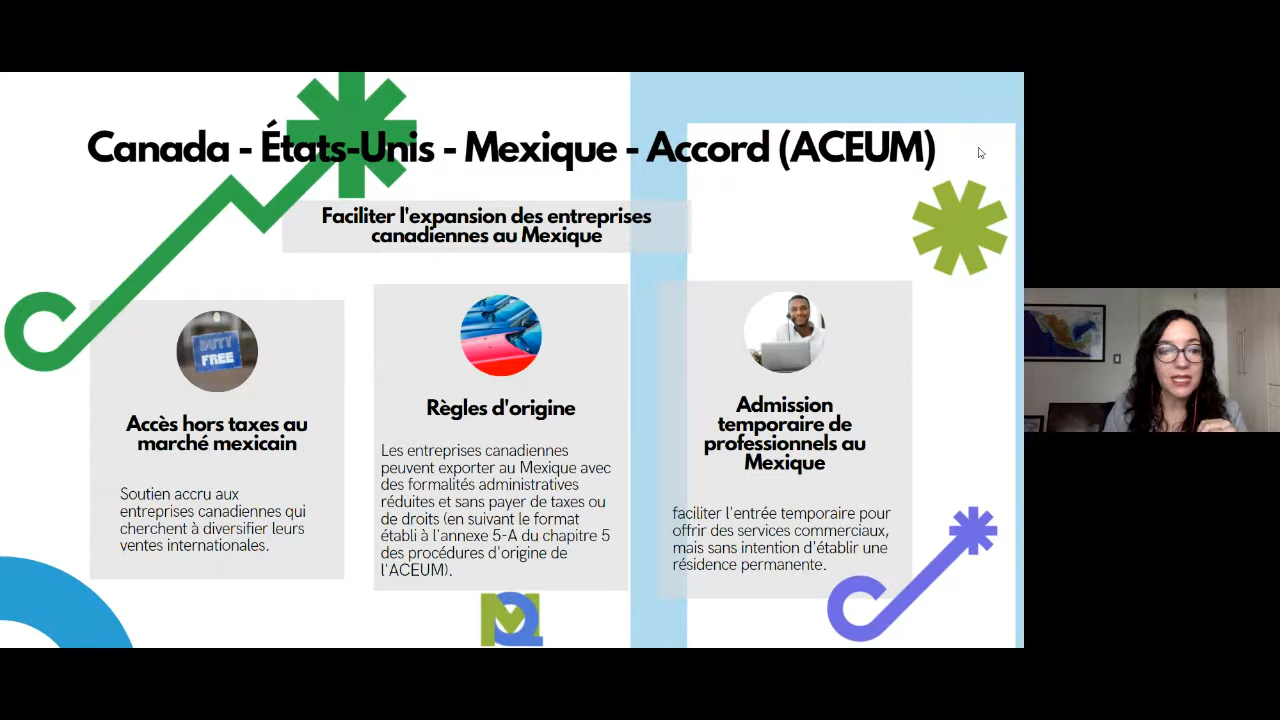 Canada - États-Unis - Mexique - Accord (ACEUM)
Faciliter l'expansion des entreprises
canadiennes au Mexique
DUTY
FREE
Accès hors taxes au
marché mexicain
Soutien accru aux
entreprises canadiennes qui
cherchent à diversifier leurs
ventes internationales.
Règles d'origine
Les entreprises canadiennes
peuvent exporter au Mexique avec
des formalités administratives
réduites et sans payer de taxes ou
de droits (en suivant le format
établi à l'annexe 5-A du chapitre 5
des procédures d'origine de
l'ACEUM).
Admission
temporaire de
professionnels au
Mexique
faciliter l'entrée temporaire pour
offrir des services commerciaux,
mais sans intention d'établir une
résidence permanente.
MQ